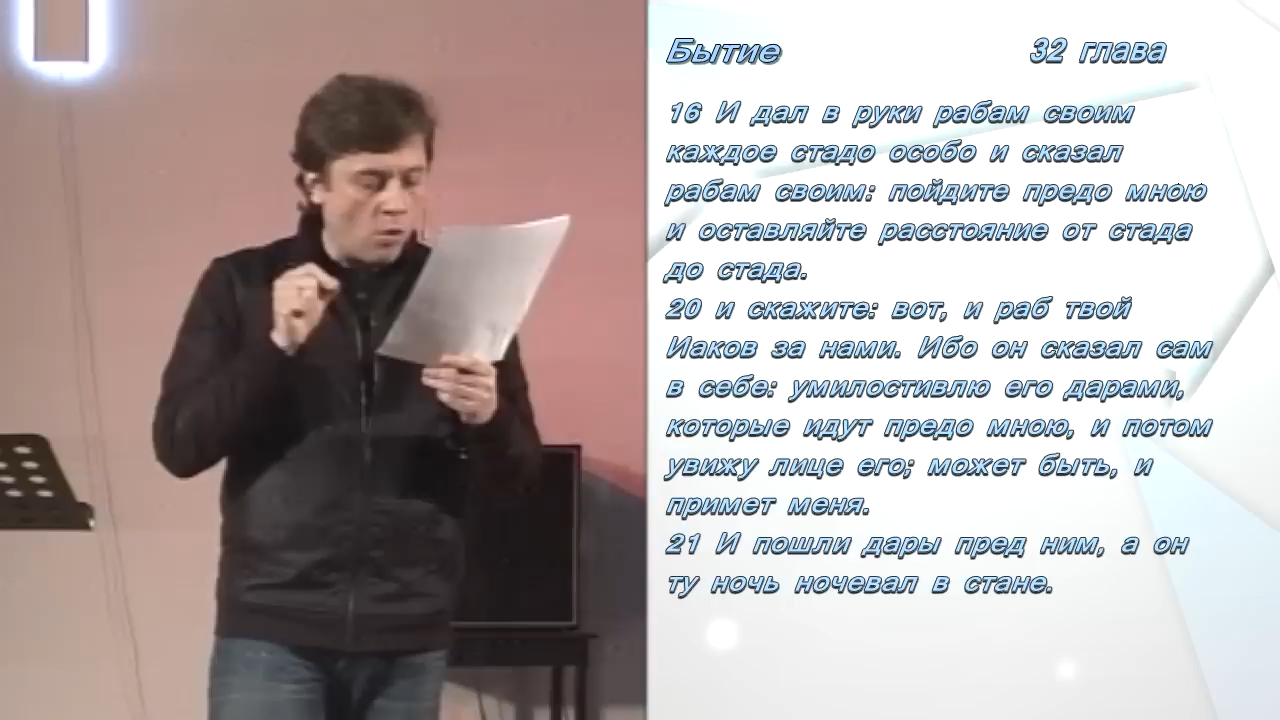 Бытие 32 глава
16 И дал в руки рабам своим
каждое стадо особо и сказал
рабам своим: пойдите предо мною
и оставляйте расстояние от стада
до стада.
20 и скажите: вот, и раб твой
Иаков за нами. Ибо он сказал сам
в себе: умилостивлю его дарами,
которые идут предо мною, и потом
увижу лице его; может быть, и
примет меня.
21 И пошли дары пред ним, а он
ту ночь ночевал в стане.